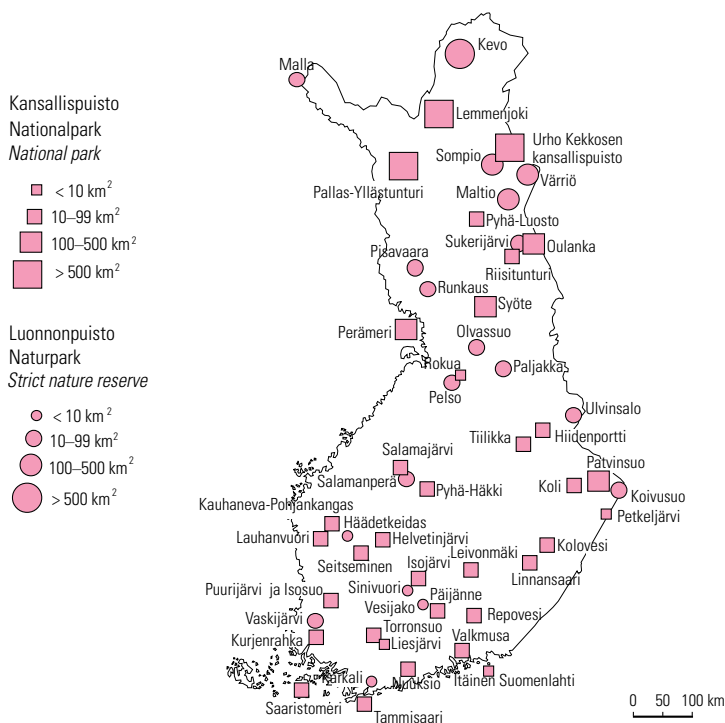 Kansallispuisto
Nationalpark
National park
< 10 km²
10–99 km²
100–500 km²
> 500 km²
Luonnonpuisto
Naturpark
Strict nature reserve
< 10 km²
10–99 km²
100–500 km²
> 500 km²
Kevo
Malla
Lemmenjoki
Urho Kekkosen
kansallispuisto
Sompio
Värriö
Pallas-Yllästunturi
Maltio
Pyhä-Luosto
Sukerijärvi
Oulanka
Pisavaara
Riisitunturi
Runkaus
Syöte
Perämeri
Olvassuo
Rokua
Paljakka
Pelso
Ulvinsalo
Tiilikka
Hiidenportti
Salamajärvi
Patvinsuo
Salamanperä
Pyhä-Häkki
Koli
Koivusuo
Kauhaneva-Pohjankangas
Petkeljärvi
Häädetkeidas
Lauhanvuori
Helvetinjärvi
Kolovesi
Leivonmäki
Seitseminen
Isojärvi
Linnansaari
Puurijärvi ja Isosuo
Sinivuori
Vesijako
Päijänne
Repovesi
Vaskijärvi
Torronsuo
Kurjenrahka
Liesjärvi
Valkmusa
Itäinen Suomenlahti
Karkali
Nuuksio
Saaristomeri
Tammisaari
0 50 100 km